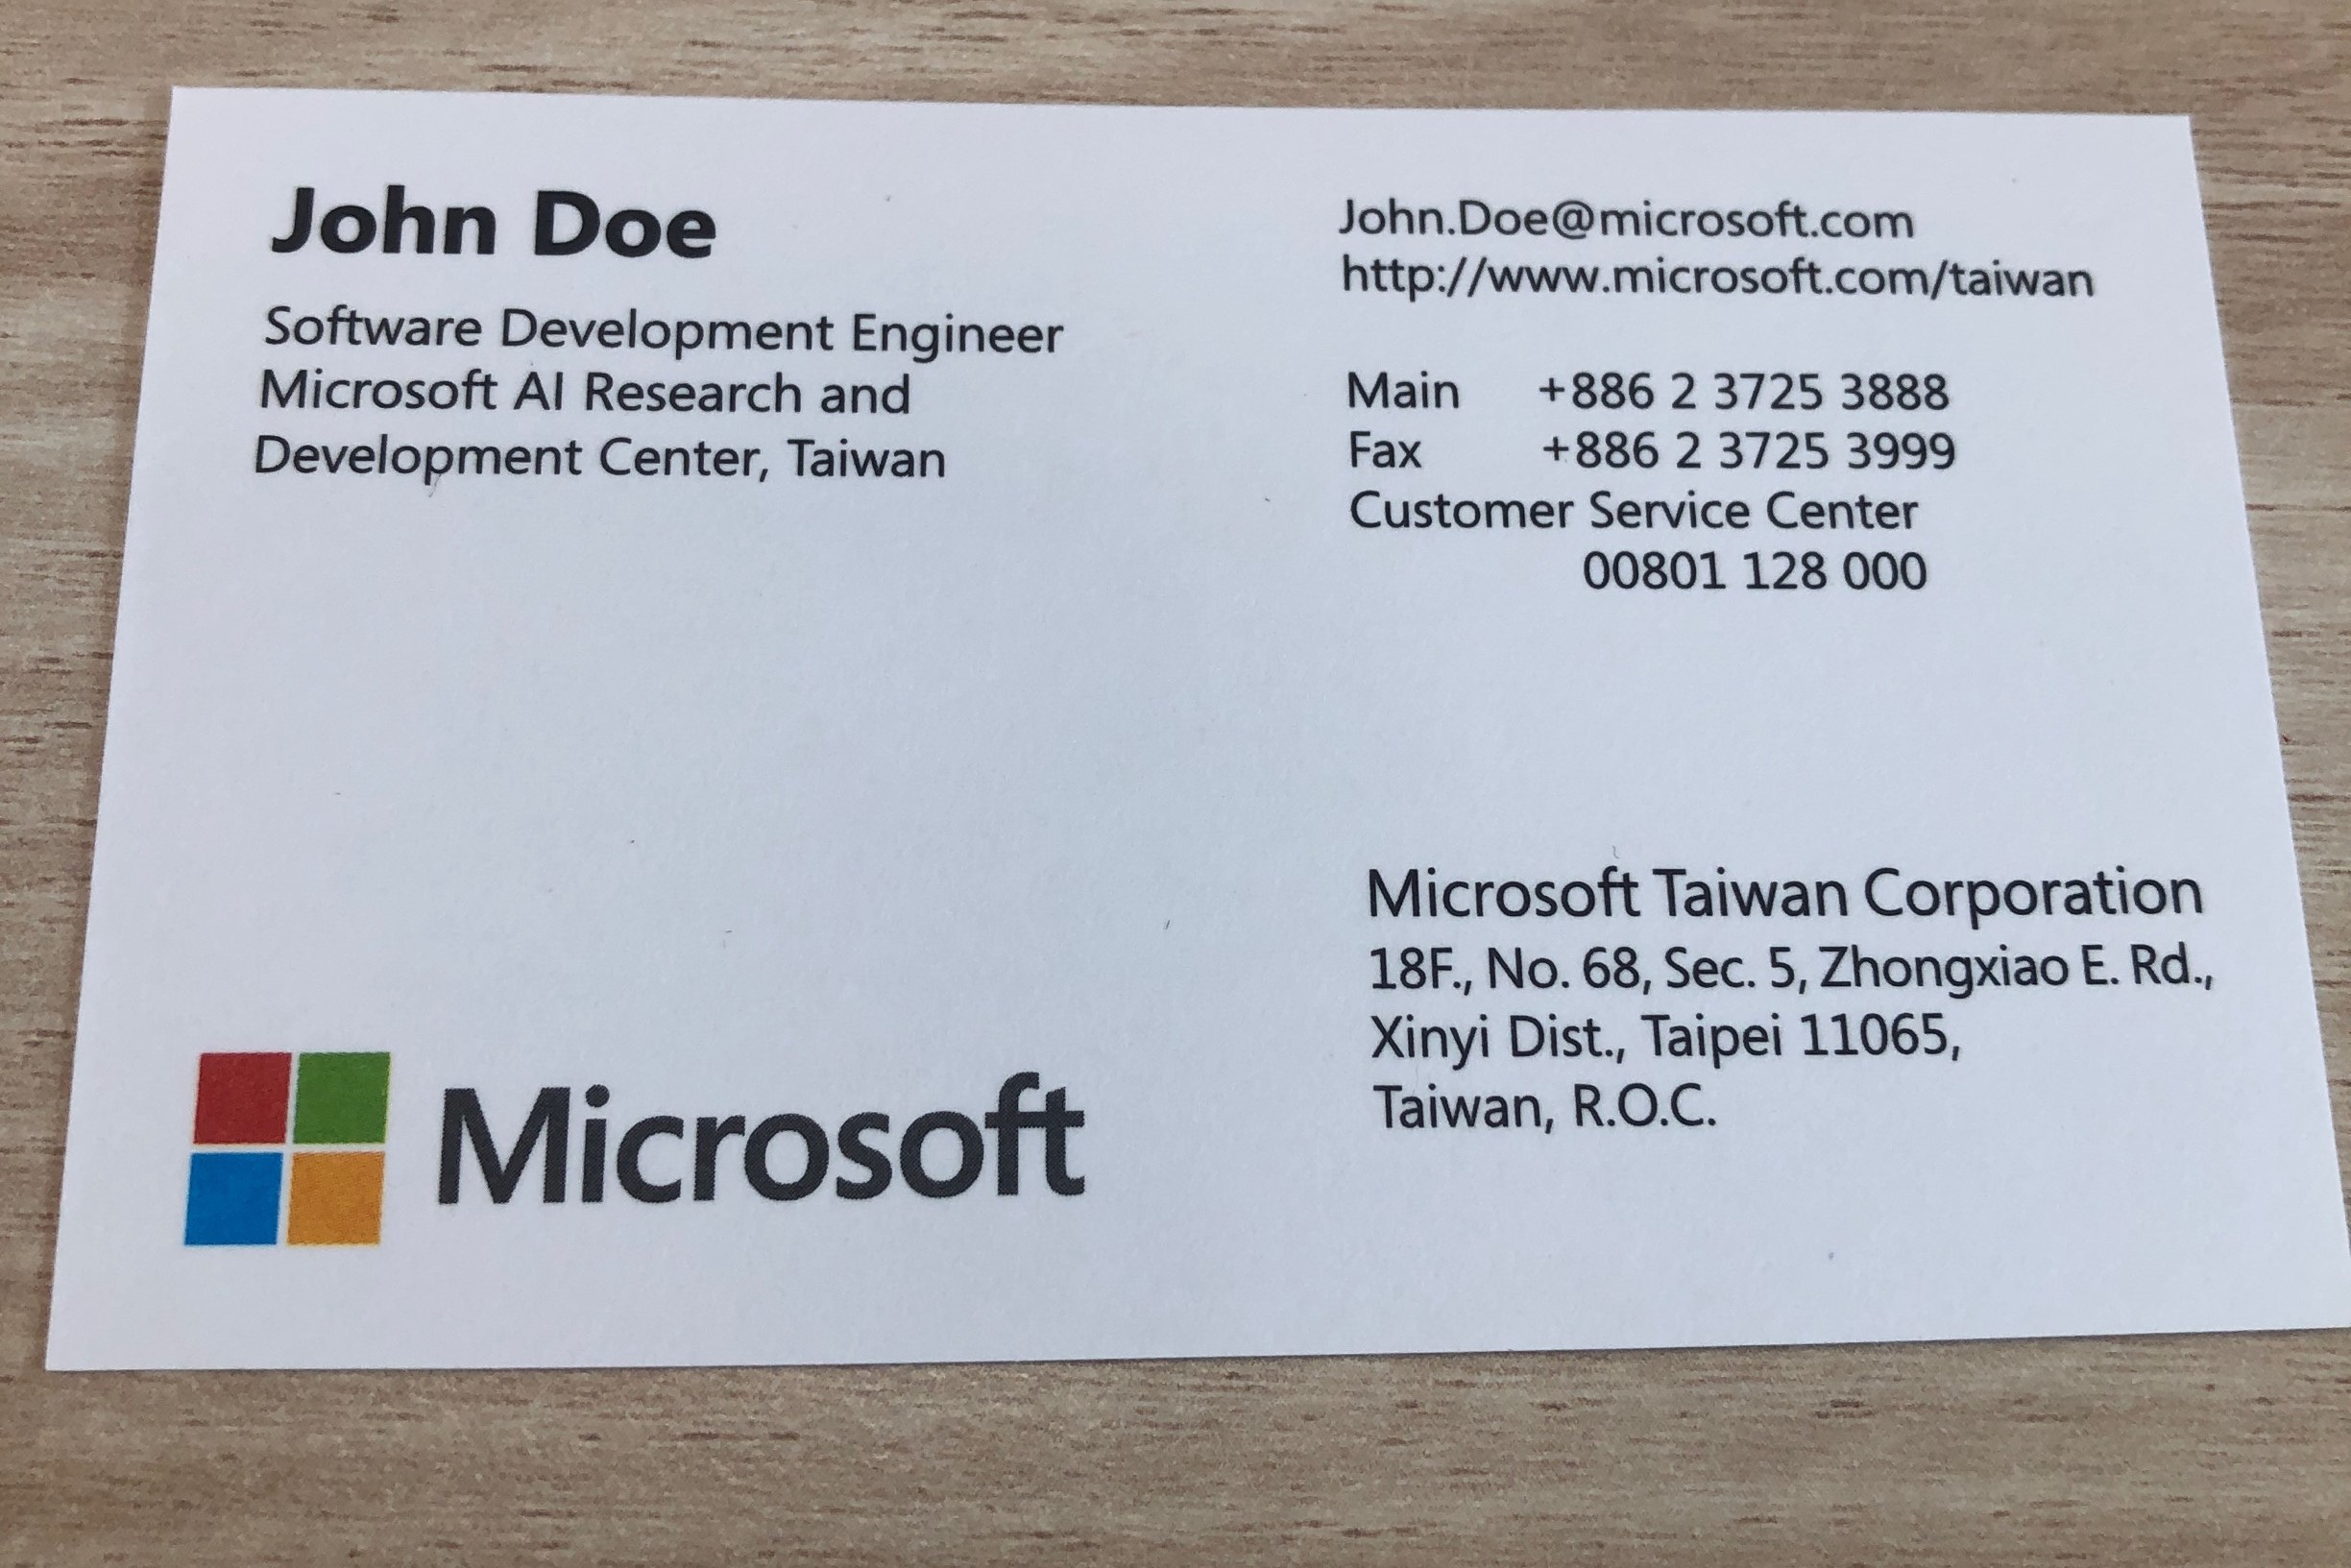 John Doe
Software Development Engineer
Microsoft AI Research and
Development Center, Taiwan
John.Doe@microsoft.com
http://www.microsoft.com/taiwan
Main +886 2 3725 3888
Fax +886 2 3725 3999
Customer Service Center
00801 128 000
Microsoft
Microsoft Taiwan Corporation
18F., No. 68, Sec. 5, Zhongxiao E. Rd.,
Xinyi Dist., Taipei 11065,
Taiwan, R.O.C.